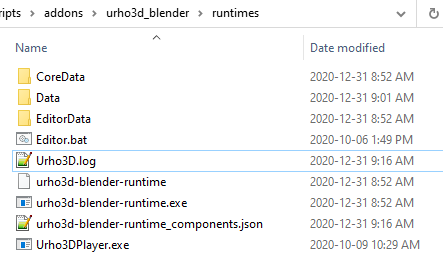 ripts > addons > urho3d_blender > runtimes
Name Date modified
CoreData 2020-12-31 8:52 AM
Data 2020-12-31 9:01 AM
EditorData 2020-12-31 8:52 AM
Editor.bat 2020-10-06 1:49 PM
Urho3D.log 2020-12-31 9:16 AM
urho3d-blender-runtime 2020-12-31 8:52 AM
urho3d-blender-runtime.exe 2020-12-31 8:52 AM
urho3d-blender-runtime_components.json 2020-12-31 9:16 AM
Urho3DPlayer.exe 2020-10-09 10:29 AM